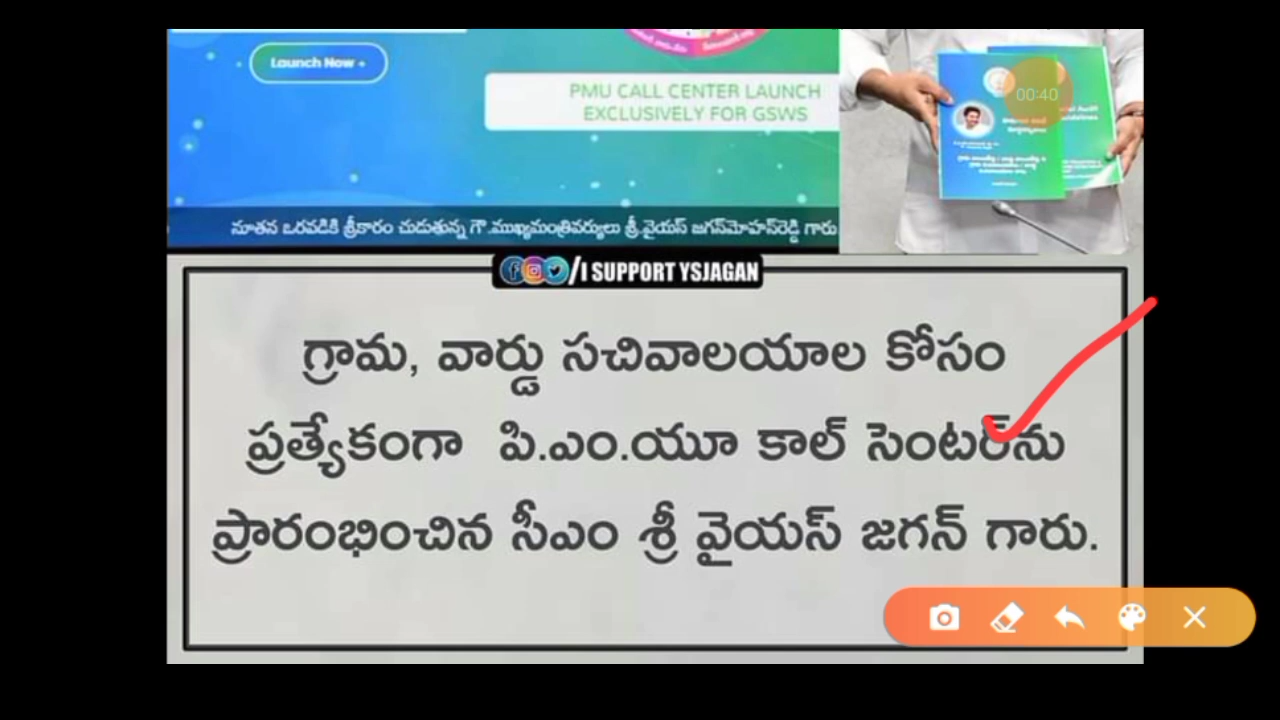 Launch Now
PMU CALL CENTER LAUNCH
EXCLUSIVELY FOR GSWS
00:40
నూతన ఒరవడికి శ్రీకారం చుడుతున్న గౌ.ముఖ్యమంత్రివర్యులు శ్రీ.వైయస్ జగన్‌మోహన్‌రెడ్డి గారు
/I SUPPORT YSJAGAN
గ్రామ, వార్డు సచివాలయాల కోసం
ప్రత్యేకంగా పి.ఎం.యూ కాల్ సెంటర్‌ను
ప్రారంభించిన సీఎం శ్రీ వైయస్ జగన్ గారు.